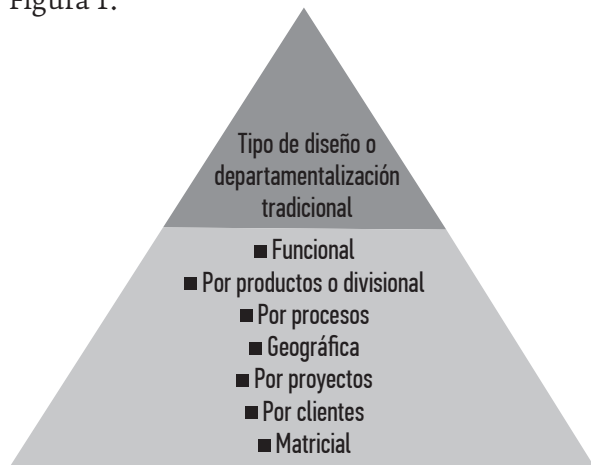 Figura 1.
Tipo de diseño o
departamentalización
tradicional
■ Funcional
■ Por productos o divisional
■ Por procesos
■ Geográfica
■ Por proyectos
■ Por clientes
■ Matricial